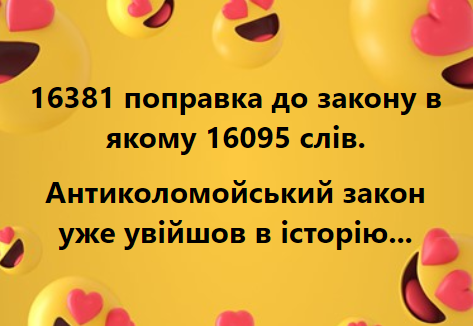 16381 поправка до закону в
якому 16095 слів.
Антиколомойський закон
уже увійшов в історію...